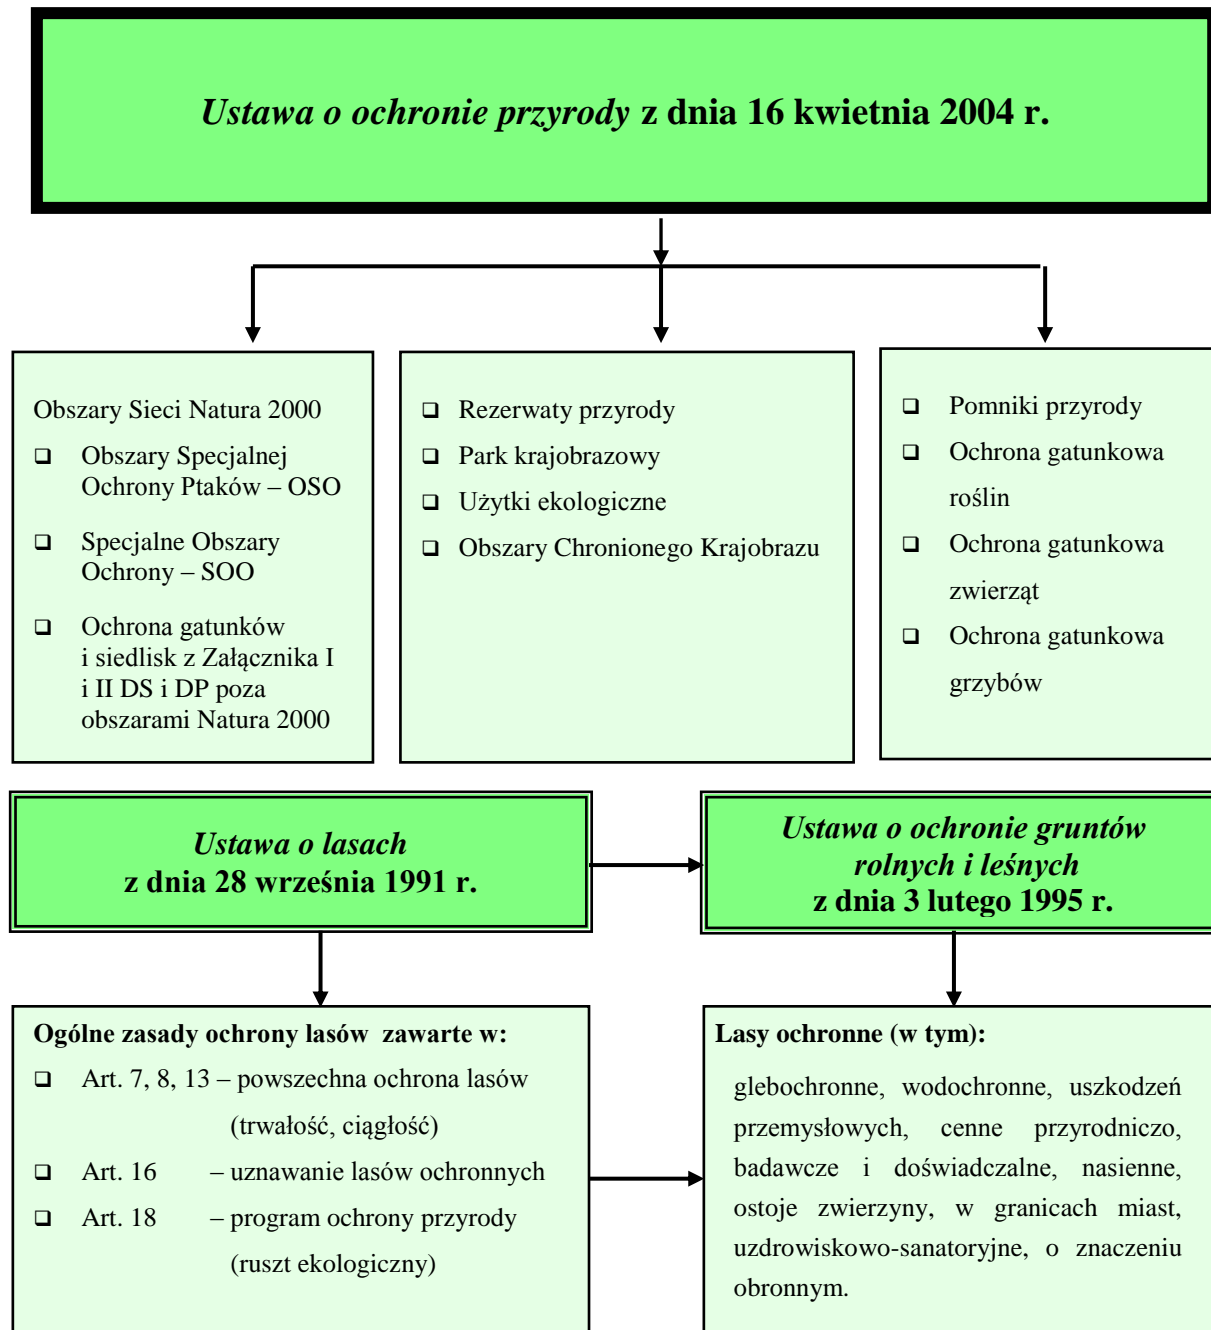 Ustawa o ochronie przyrody z dnia 16 kwietnia 2004 r.
Obszary Sieci Natura 2000
❑ Obszary Specjalnej
Ochrony Ptaków – OSO
❑ Specjalne Obszary
Ochrony – SOO
❑ Ochrona gatunków
i siedlisk z Załącznika I
i II DS i DP poza
obszarami Natura 2000
❑ Rezerwaty przyrody
❑ Park krajobrazowy
❑ Użytki ekologiczne
❑ Obszary Chronionego Krajobrazu
❑ Pomniki przyrody
❑ Ochrona gatunkowa
roślin
❑ Ochrona gatunkowa
zwierząt
❑ Ochrona gatunkowa
grzybów
Ustawa o lasach
z dnia 28 września 1991 r.
Ustawa o ochronie gruntów
rolnych i leśnych
z dnia 3 lutego 1995 r.
Ogólne zasady ochrony lasów zawarte w:
❑ Art. 7, 8, 13 – powszechna ochrona lasów
(trwałość, ciągłość)
❑ Art. 16 – uznawanie lasów ochronnych
❑ Art. 18 – program ochrony przyrody
(ruszt ekologiczny)
Lasy ochronne (w tym):
glebochronne, wodochronne, uszkodzeń
przemysłowych, cenne przyrodniczo,
badawcze i doświadczalne, nasienne,
ostoje zwierzyny, w granicach miast,
uzdrowiskowo-sanatoryjne, o znaczeniu
obronnym.